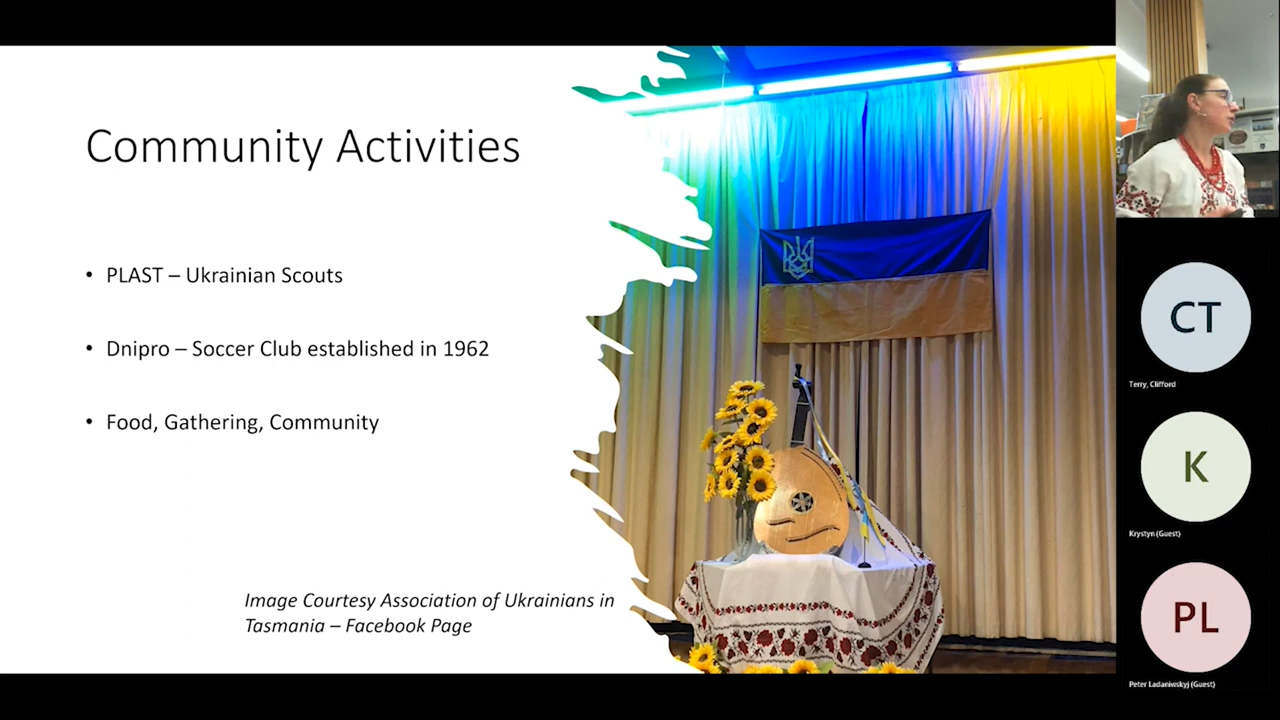 Community Activities
• PLAST – Ukrainian Scouts
• Dnipro – Soccer Club established in 1962
• Food, Gathering, Community
Image Courtesy Association of Ukrainians in
Tasmania – Facebook Page
CT
Terry, Clifford
K
Krystyn (Guest)
PL
Peter Ladaniwskyj (Guest)